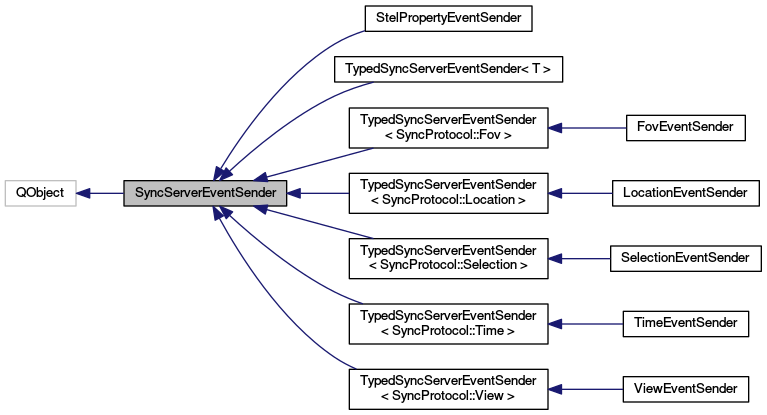 StelPropertyEventSender
TypedSyncServerEventSender< T >
TypedSyncServerEventSender
< SyncProtocol::Fov >
FovEventSender
QObject
SyncServerEventSender
TypedSyncServerEventSender
< SyncProtocol::Location >
LocationEventSender
TypedSyncServerEventSender
< SyncProtocol::Selection >
SelectionEventSender
TypedSyncServerEventSender
< SyncProtocol::Time >
TimeEventSender
TypedSyncServerEventSender
< SyncProtocol::View >
ViewEventSender